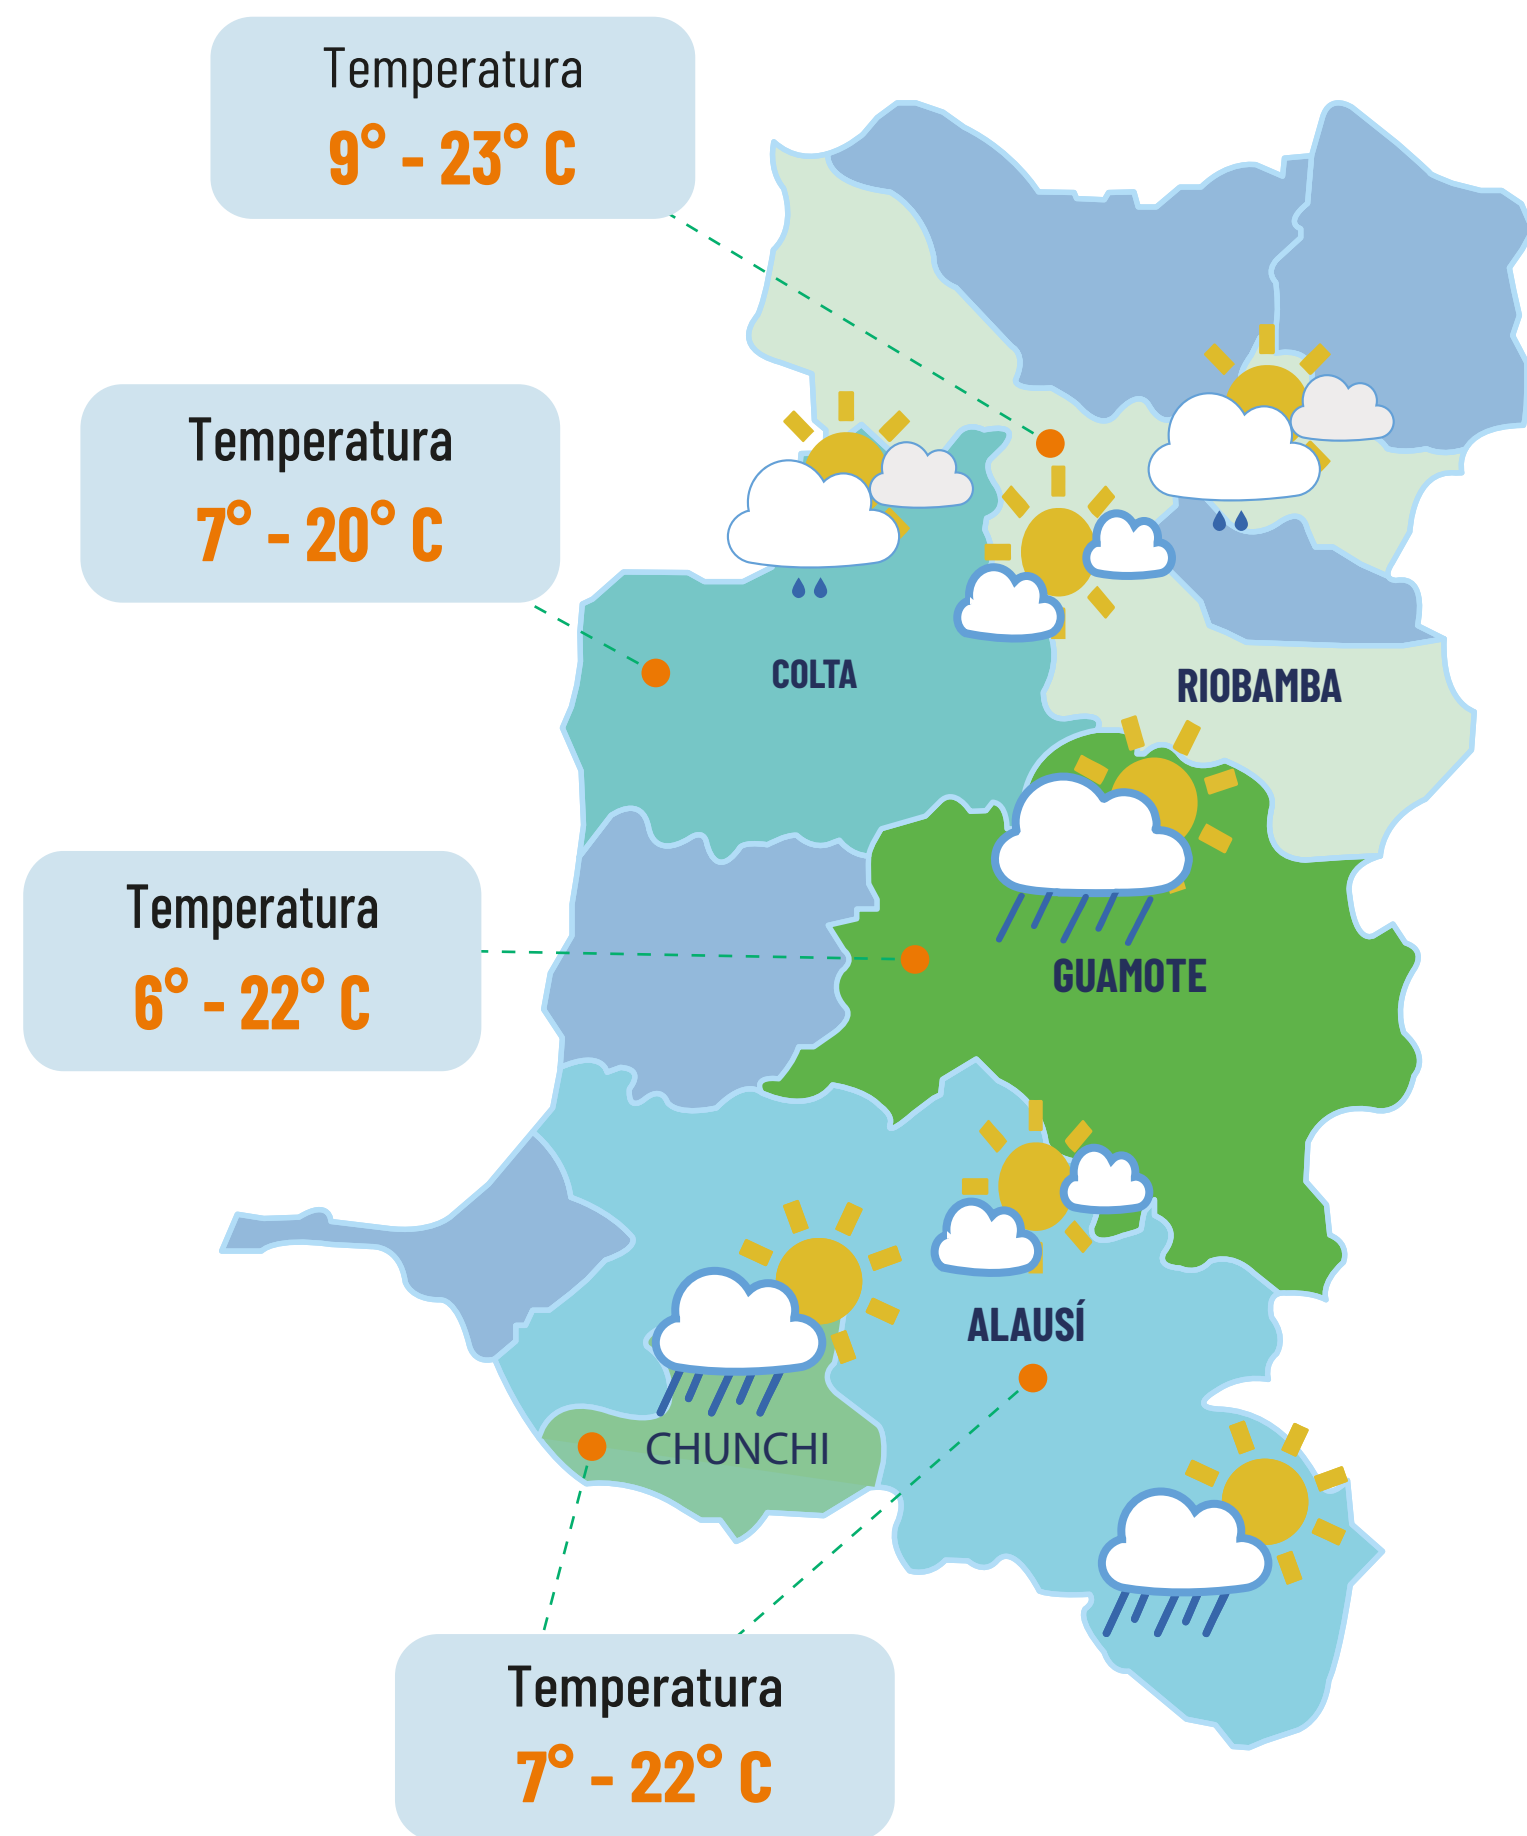 Temperatura
9° - 23° C
Temperatura
7° - 20° C
COLTA
RIOBAMBA
Temperatura
6° - 22° C
GUAMOTE
ALAUSÍ
CHUNCHI
Temperatura
7° - 22° C